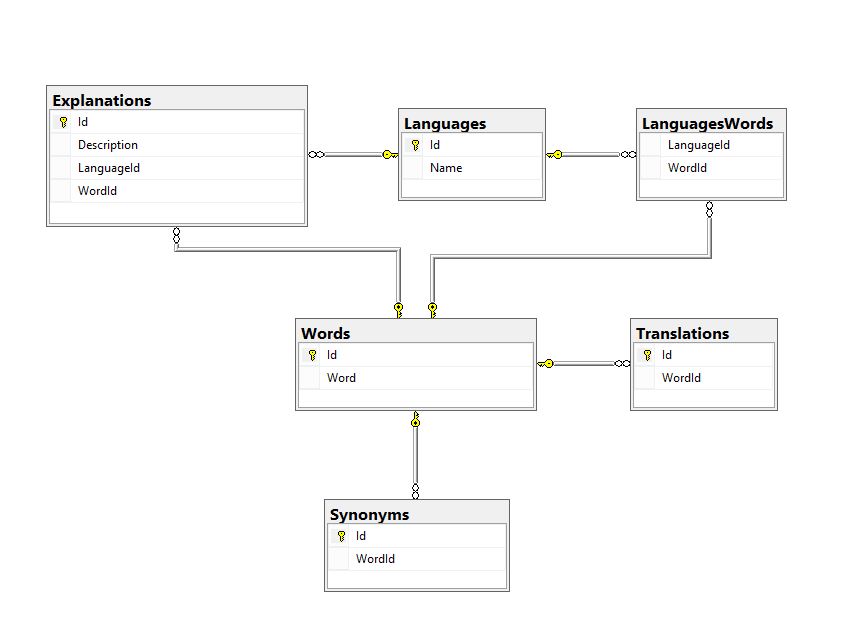 Explanations
Id
Description
LanguageId
WordId
Languages
Id
Name
LanguagesWords
LanguageId
WordId
Words
Id
Word
Translations
Id
WordId
Synonyms
Id
WordId